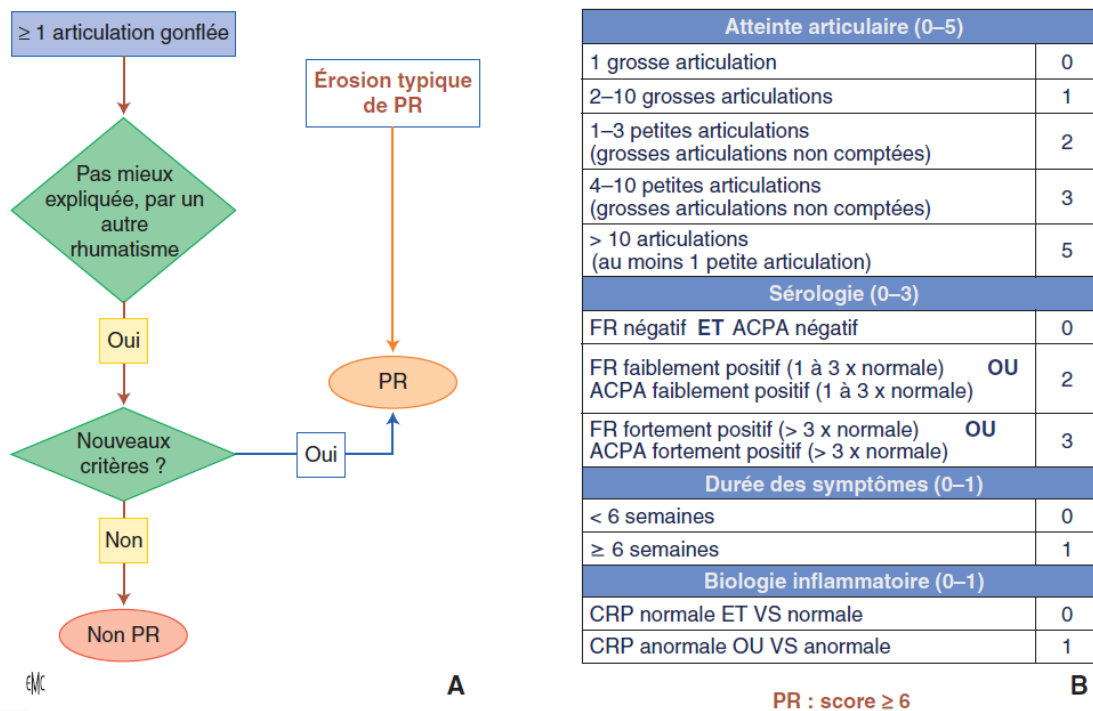 ≥ 1 articulation gonflée
Érosion typique
de PR
Pas mieux
expliquée, par un
autre
rhumatisme
Oui
PR
Nouveaux
critères ?
Oui
Non
Non PR
EMC
A
Atteinte articulaire (0–5)
1 grosse articulation 0
2–10 grosses articulations 1
1–3 petites articulations
(grosses articulations non comptées) 2
4–10 petites articulations
(grosses articulations non comptées) 3
> 10 articulations
(au moins 1 petite articulation) 5
Sérologie (0–3)
FR négatif ET ACPA négatif 0
FR faiblement positif (1 à 3 x normale) OU
ACPA faiblement positif (1 à 3 x normale) 2
FR fortement positif (> 3 x normale) OU
ACPA fortement positif (> 3 x normale) 3
Durée des symptômes (0–1)
< 6 semaines 0
≥ 6 semaines 1
Biologie inflammatoire (0–1)
CRP normale ET VS normale 0
CRP anormale OU VS anormale 1
B
PR : score ≥ 6